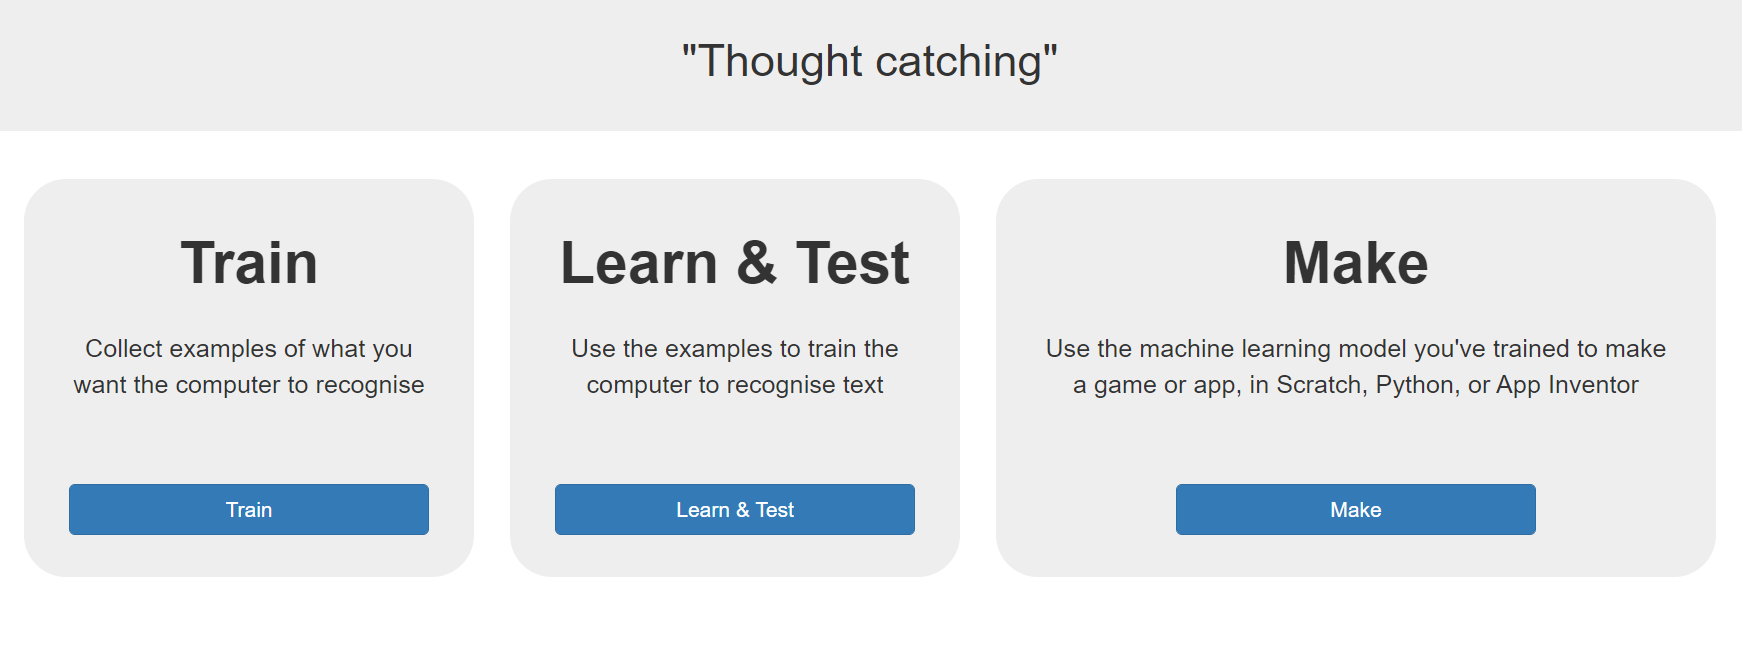 "Thought catching"
Train
Collect examples of what you
want the computer to recognise
Train
Learn & Test
Use the examples to train the
computer to recognise text
Learn & Test
Make
Use the machine learning model you've trained to make
a game or app, in Scratch, Python, or App Inventor
Make